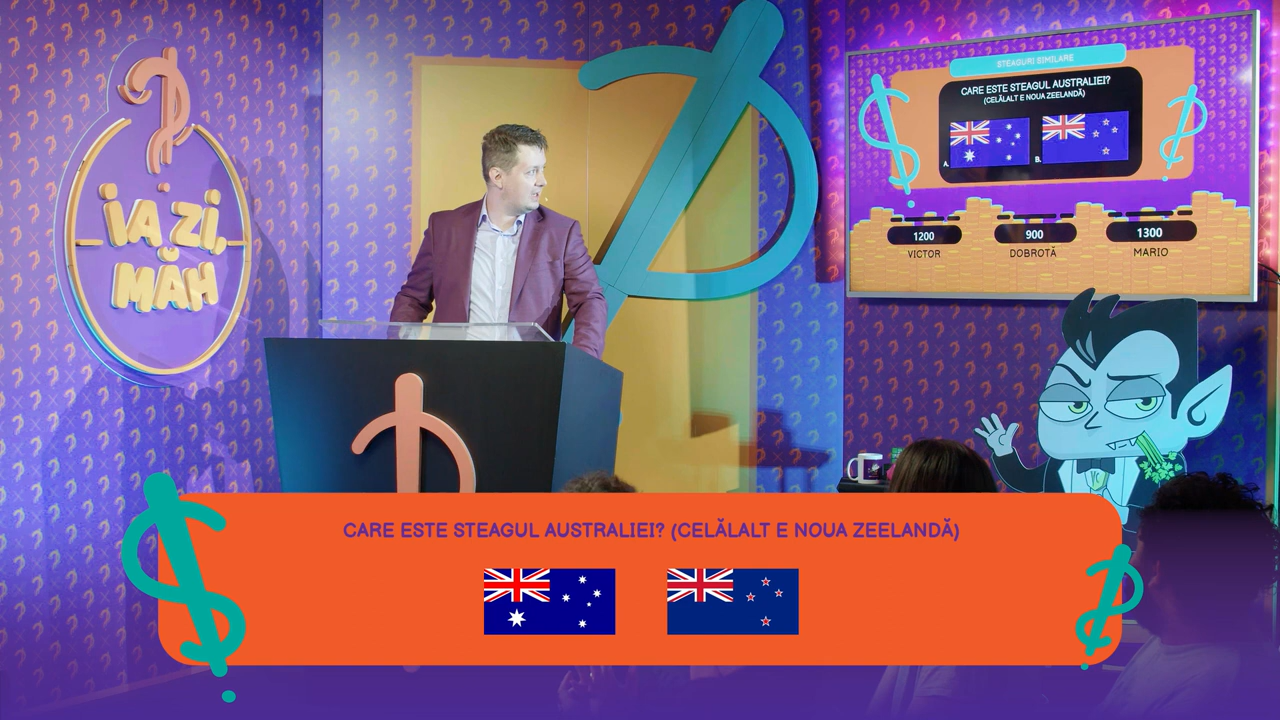 IA ZI,
MĂH
STEAGURI SIMILARE
CARE ESTE STEAGUL AUSTRALIEI?
(CELĂLALT E NOUA ZEELANDĂ)
A.
B.
1200
900
1300
VICTOR
DOBROTĂ
MARIO
CARE ESTE STEAGUL AUSTRALIEI? (CELĂLALT E NOUA ZEELANDĂ)